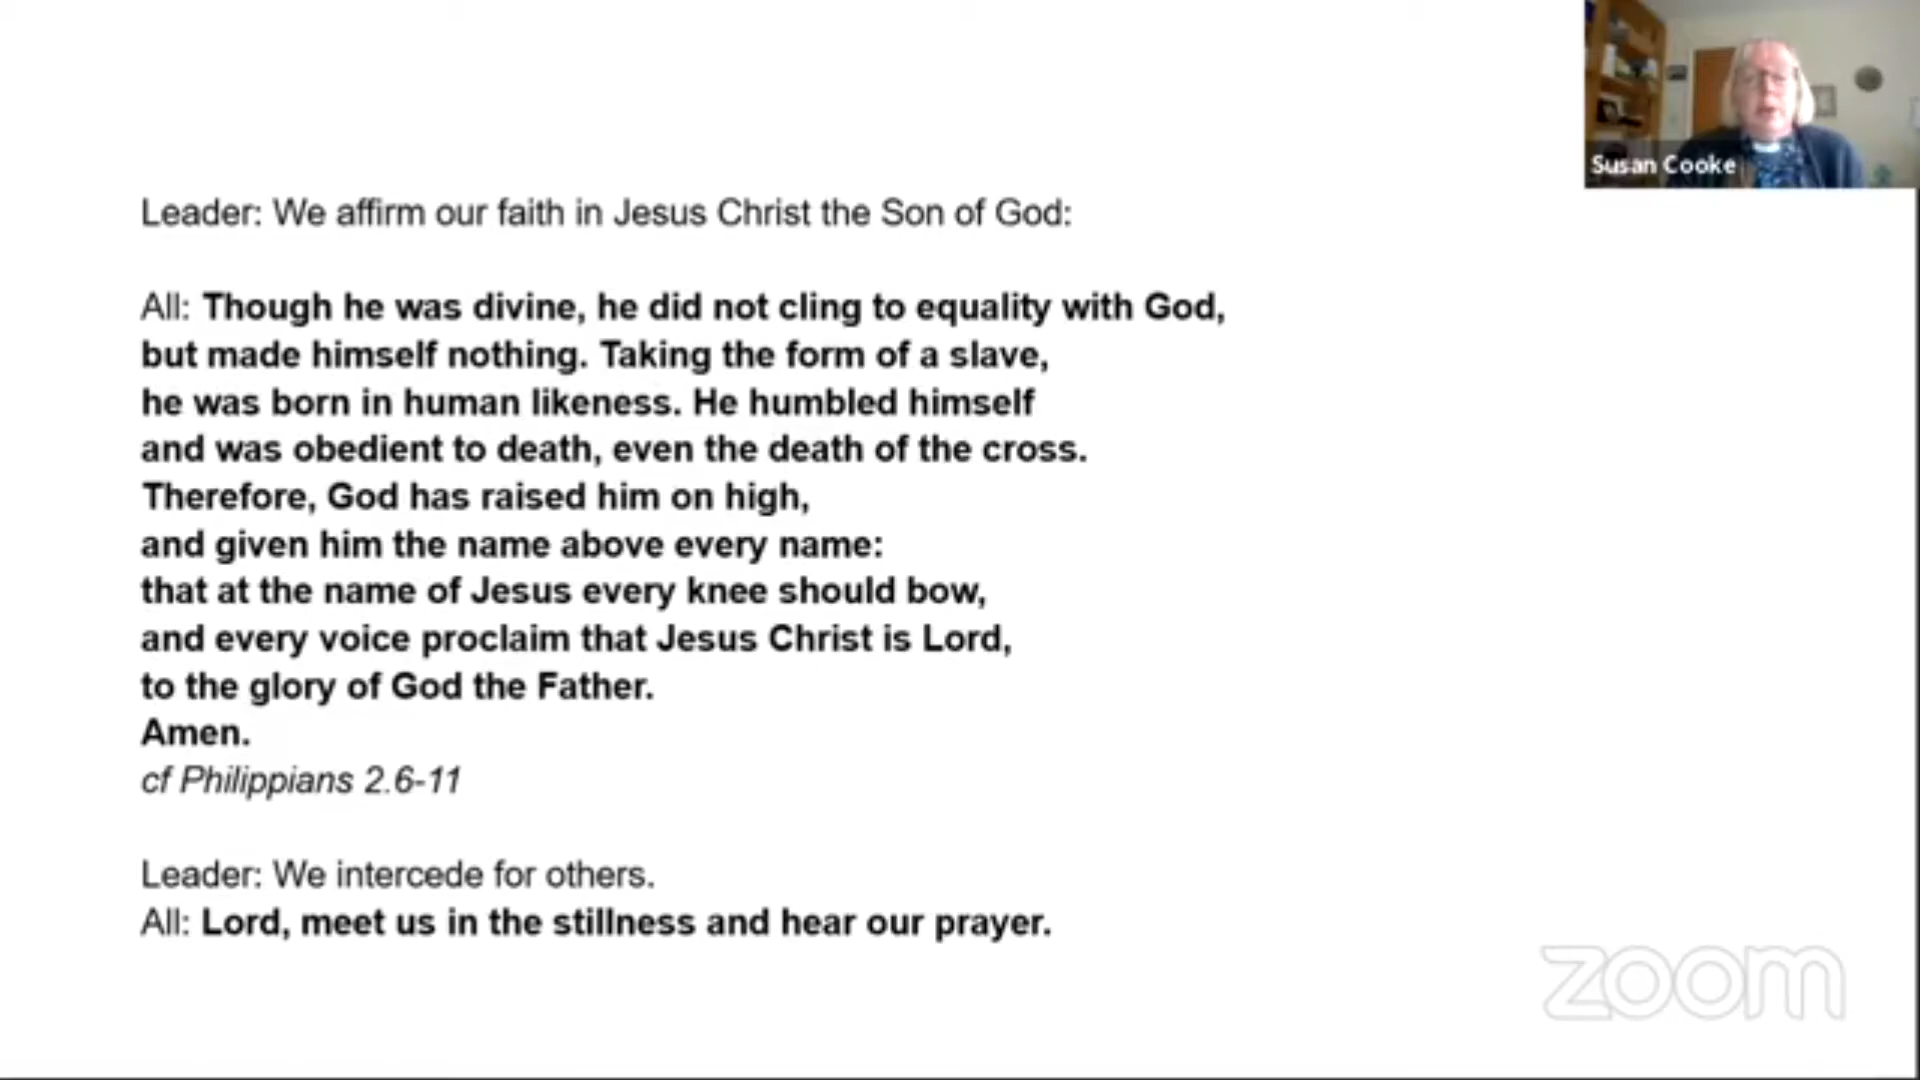 Susan Cooke
Leader: We affirm our faith in Jesus Christ the Son of God:
All: Though he was divine, he did not cling to equality with God,
but made himself nothing. Taking the form of a slave,
he was born in human likeness. He humbled himself
and was obedient to death, even the death of the cross.
Therefore, God has raised him on high,
and given him the name above every name:
that at the name of Jesus every knee should bow,
and every voice proclaim that Jesus Christ is Lord,
to the glory of God the Father.
Amen.
cf Philippians 2.6-11
Leader: We intercede for others.
All: Lord, meet us in the stillness and hear our prayer.
zoom